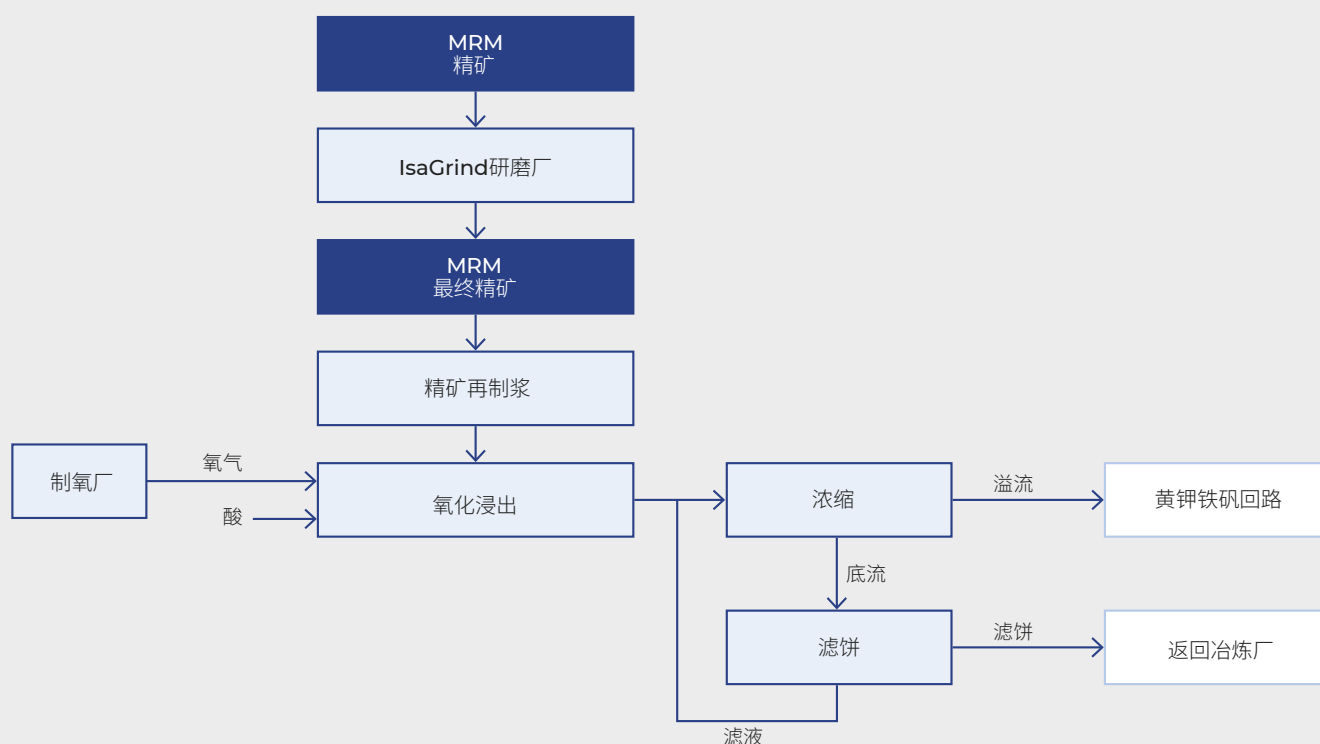 MRM
精矿
IsaGrind研磨厂
MRM
最终精矿
精矿再制浆
制氧厂
氧气
酸
氧化浸出
浓缩
溢流
黄钾铁矾回路
底流
滤饼
滤饼
返回冶炼厂
滤液